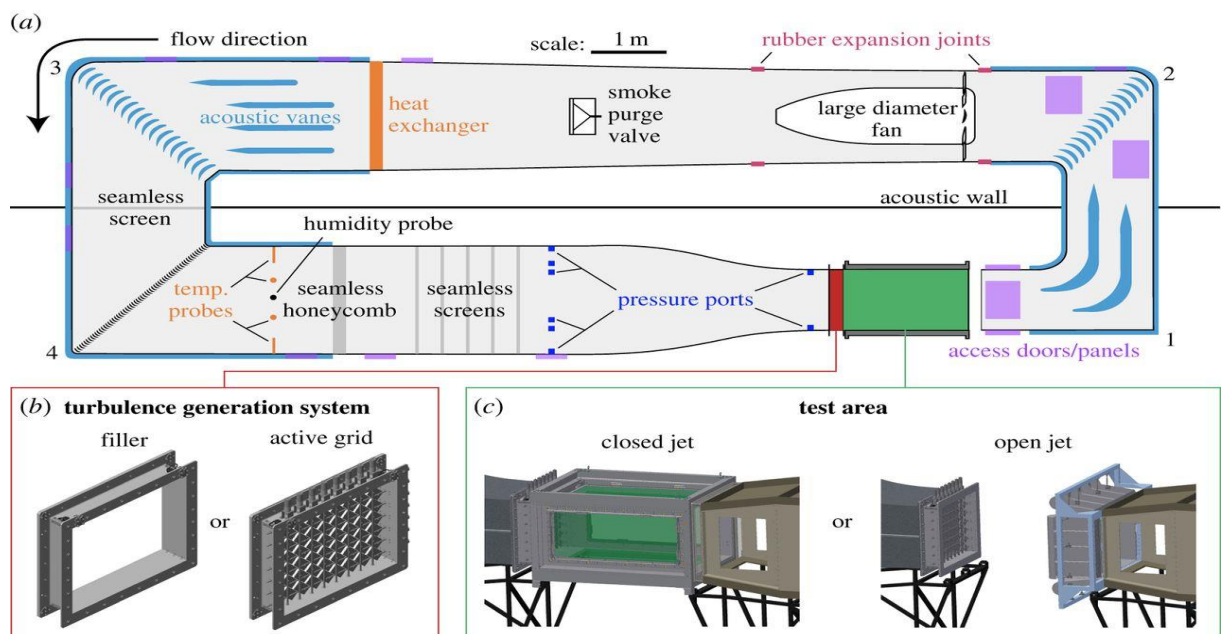 (a)
flow direction
scale: 1 m
rubber expansion joints
3
2
acoustic vanes
heat
exchanger
smoke
purge
valve
large diameter
fan
seamless
screen
humidity probe
acoustic wall
temp.
probes
seamless
honeycomb
seamless
screens
pressure ports
4
1
access doors/panels
(b) turbulence generation system
filler
active grid
or
(c) test area
closed jet
open jet
or